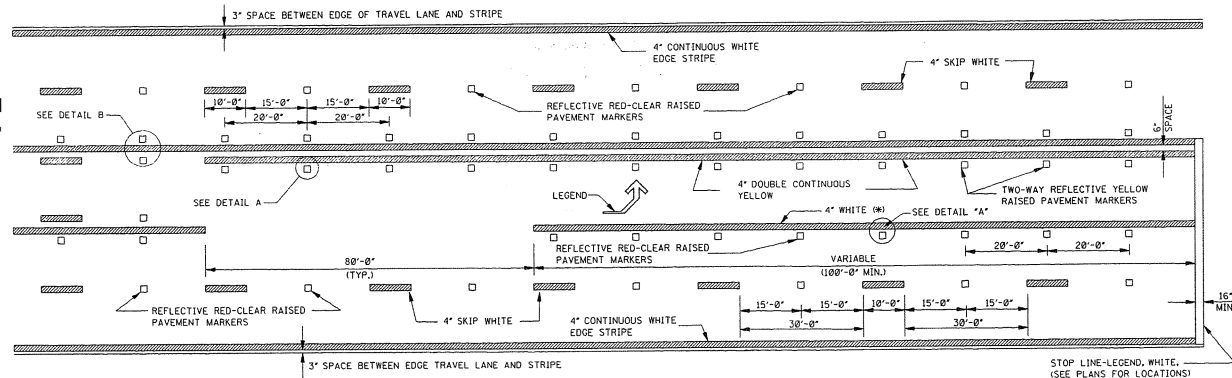 3" SPACE BETWEEN EDGE OF TRAVEL LANE AND STRIPE
4" CONTINUOUS WHITE
EDGE STRIPE
4" SKIP WHITE
10'-0" 15'-0" 15'-0" 10'-0"
20'-0" 20'-0"
REFLECTIVE RED-CLEAR RAISED
PAVEMENT MARKERS
SEE DETAIL B
6"
SPACE
SEE DETAIL A
LEGEND
4" DOUBLE CONTINUOUS
YELLOW
TWO-WAY REFLECTIVE YELLOW
RAISED PAVEMENT MARKERS
4" WHITE (*)
SEE DETAIL "A"
REFLECTIVE RED-CLEAR RAISED
PAVEMENT MARKERS
20'-0" 20'-0"
80'-0"
(TYP.)
VARIABLE
(100'-0" MIN.)
REFLECTIVE RED-CLEAR RAISED
PAVEMENT MARKERS
4" SKIP WHITE
4" CONTINUOUS WHITE
EDGE STRIPE
15'-0" 15'-0" 10'-0" 15'-0" 15'-0"
30'-0" 30'-0"
16"
MIN
3" SPACE BETWEEN EDGE TRAVEL LANE AND STRIPE
STOP LINE-LEGEND, WHITE.
(SEE PLANS FOR LOCATIONS)